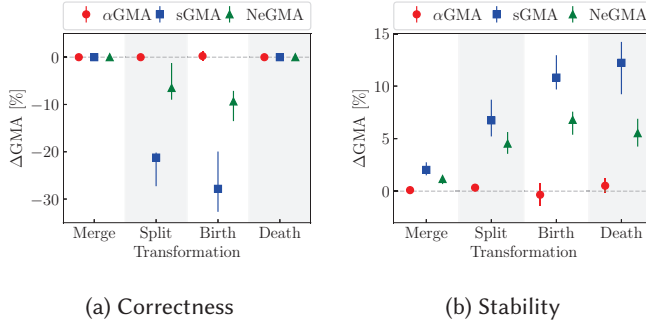 αGMA sGMA NeGMA
0
−10
−20
−30
ΔGMA [%]
Merge Split Birth Death
Transformation
(a) Correctness
αGMA sGMA NeGMA
15
10
5
0
ΔGMA [%]
Merge Split Birth Death
Transformation
(b) Stability